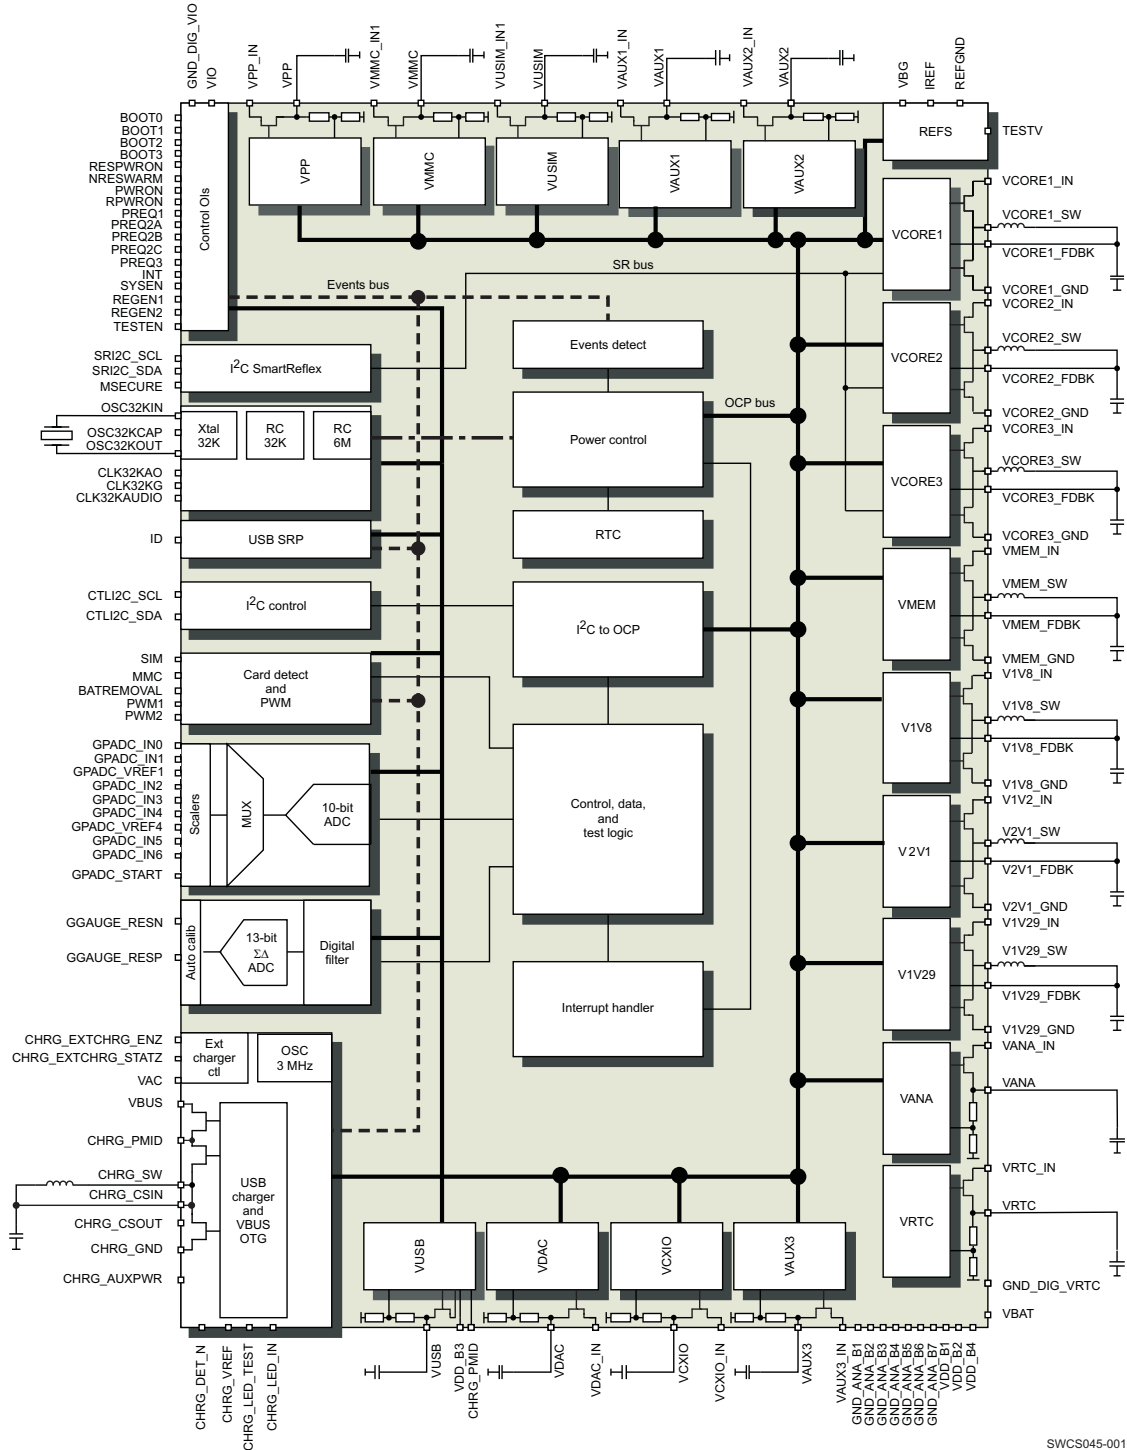 GND_DIG_VIO
VIO
VPP_IN
VPP
VMMC_IN1
VMMC
VUSIM_IN1
VUSIM
VAUX1_IN
VAUX1
VAUX2_IN
VAUX2
VBG
IREF
REFGND
BOOT0
BOOT1
BOOT2
BOOT3
RESPWRON
NRESWARM
PWRON
RPWRON
PREQ1
PREQ2A
PREQ2B
PREQ2C
PREQ3
INT
SYSEN
REGEN1
REGEN2
TESTEN
Control OIs
VPP
VMMC
VUSIM
VAUX1
VAUX2
REFS
TESTV
SR bus
Events bus
SRI2C_SCL
SRI2C_SDA
MSECURE
I2C SmartReflex
Events detect
OSC32KIN
OSC32KCAP
OSC32KOUT
CLK32KAO
CLK32KG
CLK32KAUDIO
Xtal
32K
RC
32K
RC
6M
Power control
OCP bus
ID
USB SRP
RTC
CTLI2C_SCL
CTLI2C_SDA
I2C control
I2C to OCP
SIM
MMC
BATREMOVAL
PWM1
PWM2
Card detect
and
PWM
GPADC_IN0
GPADC_IN1
GPADC_VREF1
GPADC_IN2
GPADC_IN3
GPADC_IN4
GPADC_VREF4
GPADC_IN5
GPADC_IN6
GPADC_START
Scalers
MUX
10-bit
ADC
Control, data,
and
test logic
GGAUGE_RESN
GGAUGE_RESP
Auto calib
13-bit
ΣΔ
ADC
Digital
filter
Interrupt handler
CHRG_EXTCHRG_ENZ
CHRG_EXTCHRG_STATZ
VAC
Ext
charger
ctl
OSC
3 MHz
VBUS
CHRG_PMID
CHRG_SW
CHRG_CSIN
CHRG_CSOUT
CHRG_GND
CHRG_AUXPWR
USB
charger
and
VBUS
OTG
VCORE1
VCORE1_IN
VCORE1_SW
VCORE1_FDBK
VCORE1_GND
VCORE2
VCORE2_IN
VCORE2_SW
VCORE2_FDBK
VCORE2_GND
VCORE3
VCORE3_IN
VCORE3_SW
VCORE3_FDBK
VCORE3_GND
VMEM
VMEM_IN
VMEM_SW
VMEM_FDBK
VMEM_GND
V1V8
V1V8_IN
V1V8_SW
V1V8_FDBK
V1V8_GND
V2V1
V1V2_IN
V2V1_SW
V2V1_FDBK
V2V1_GND
V1V29
V1V29_IN
V1V29_SW
V1V29_FDBK
V1V29_GND
VANA
VANA_IN
VANA
VRTC
VRTC_IN
VRTC
GND_DIG_VRTC
VBAT
VUSB
VDAC
VCXIO
VAUX3
CHRG_DET_N
CHRG_VREF
CHRG_LED_TEST
CHRG_LED_IN
VUSB
VDD_B3
CHRG_PMID
VDAC
VDAC_IN
VCXIO
VCXIO_IN
VAUX3
VAUX3_IN
GND_ANA_B1
GND_ANA_B2
GND_ANA_B3
GND_ANA_B4
GND_ANA_B5
GND_ANA_B6
GND_ANA_B7
VDD_B1
VDD_B2
VDD_B4
SWCS045-001